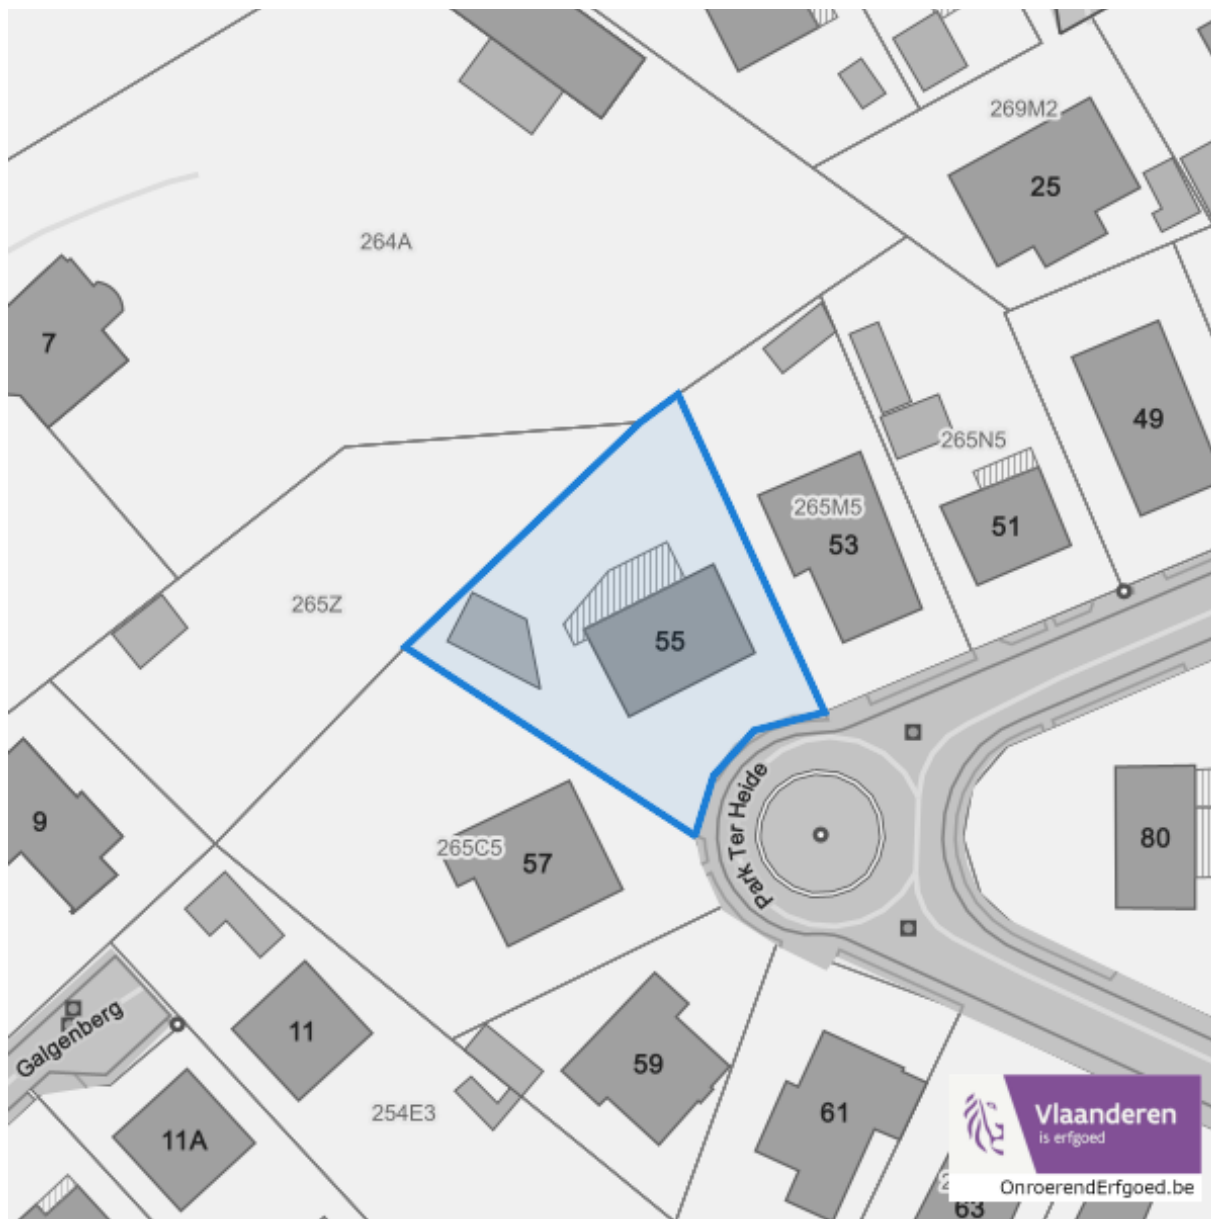 269M2
25
264A
7
49
265N5
265M5
53
51
265Z
55
Park Ter Heide
9
265C5
57
80
Galgenberg
11
59
254E3
61
11A
63
Vlaanderen
is erfgoed
OnroerendErfgoed.be